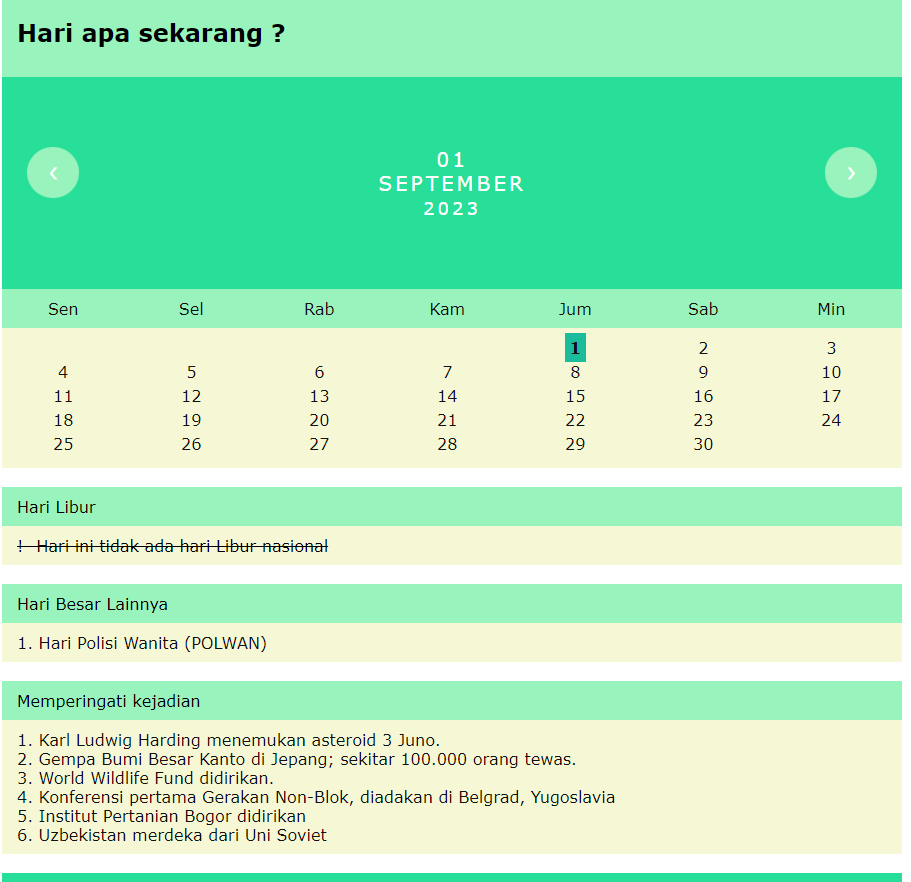 Hari apa sekarang ?
‹
01
SEPTEMBER
2023
›
Sen Sel Rab Kam Jum Sab Min
1 2 3
4 5 6 7 8 9 10
11 12 13 14 15 16 17
18 19 20 21 22 23 24
25 26 27 28 29 30
Hari Libur
!- Hari ini tidak ada hari Libur nasional
Hari Besar Lainnya
1. Hari Polisi Wanita (POLWAN)
Memperingati kejadian
1. Karl Ludwig Harding menemukan asteroid 3 Juno.
2. Gempa Bumi Besar Kanto di Jepang; sekitar 100.000 orang tewas.
3. World Wildlife Fund didirikan.
4. Konferensi pertama Gerakan Non-Blok, diadakan di Belgrad, Yugoslavia
5. Institut Pertanian Bogor didirikan
6. Uzbekistan merdeka dari Uni Soviet